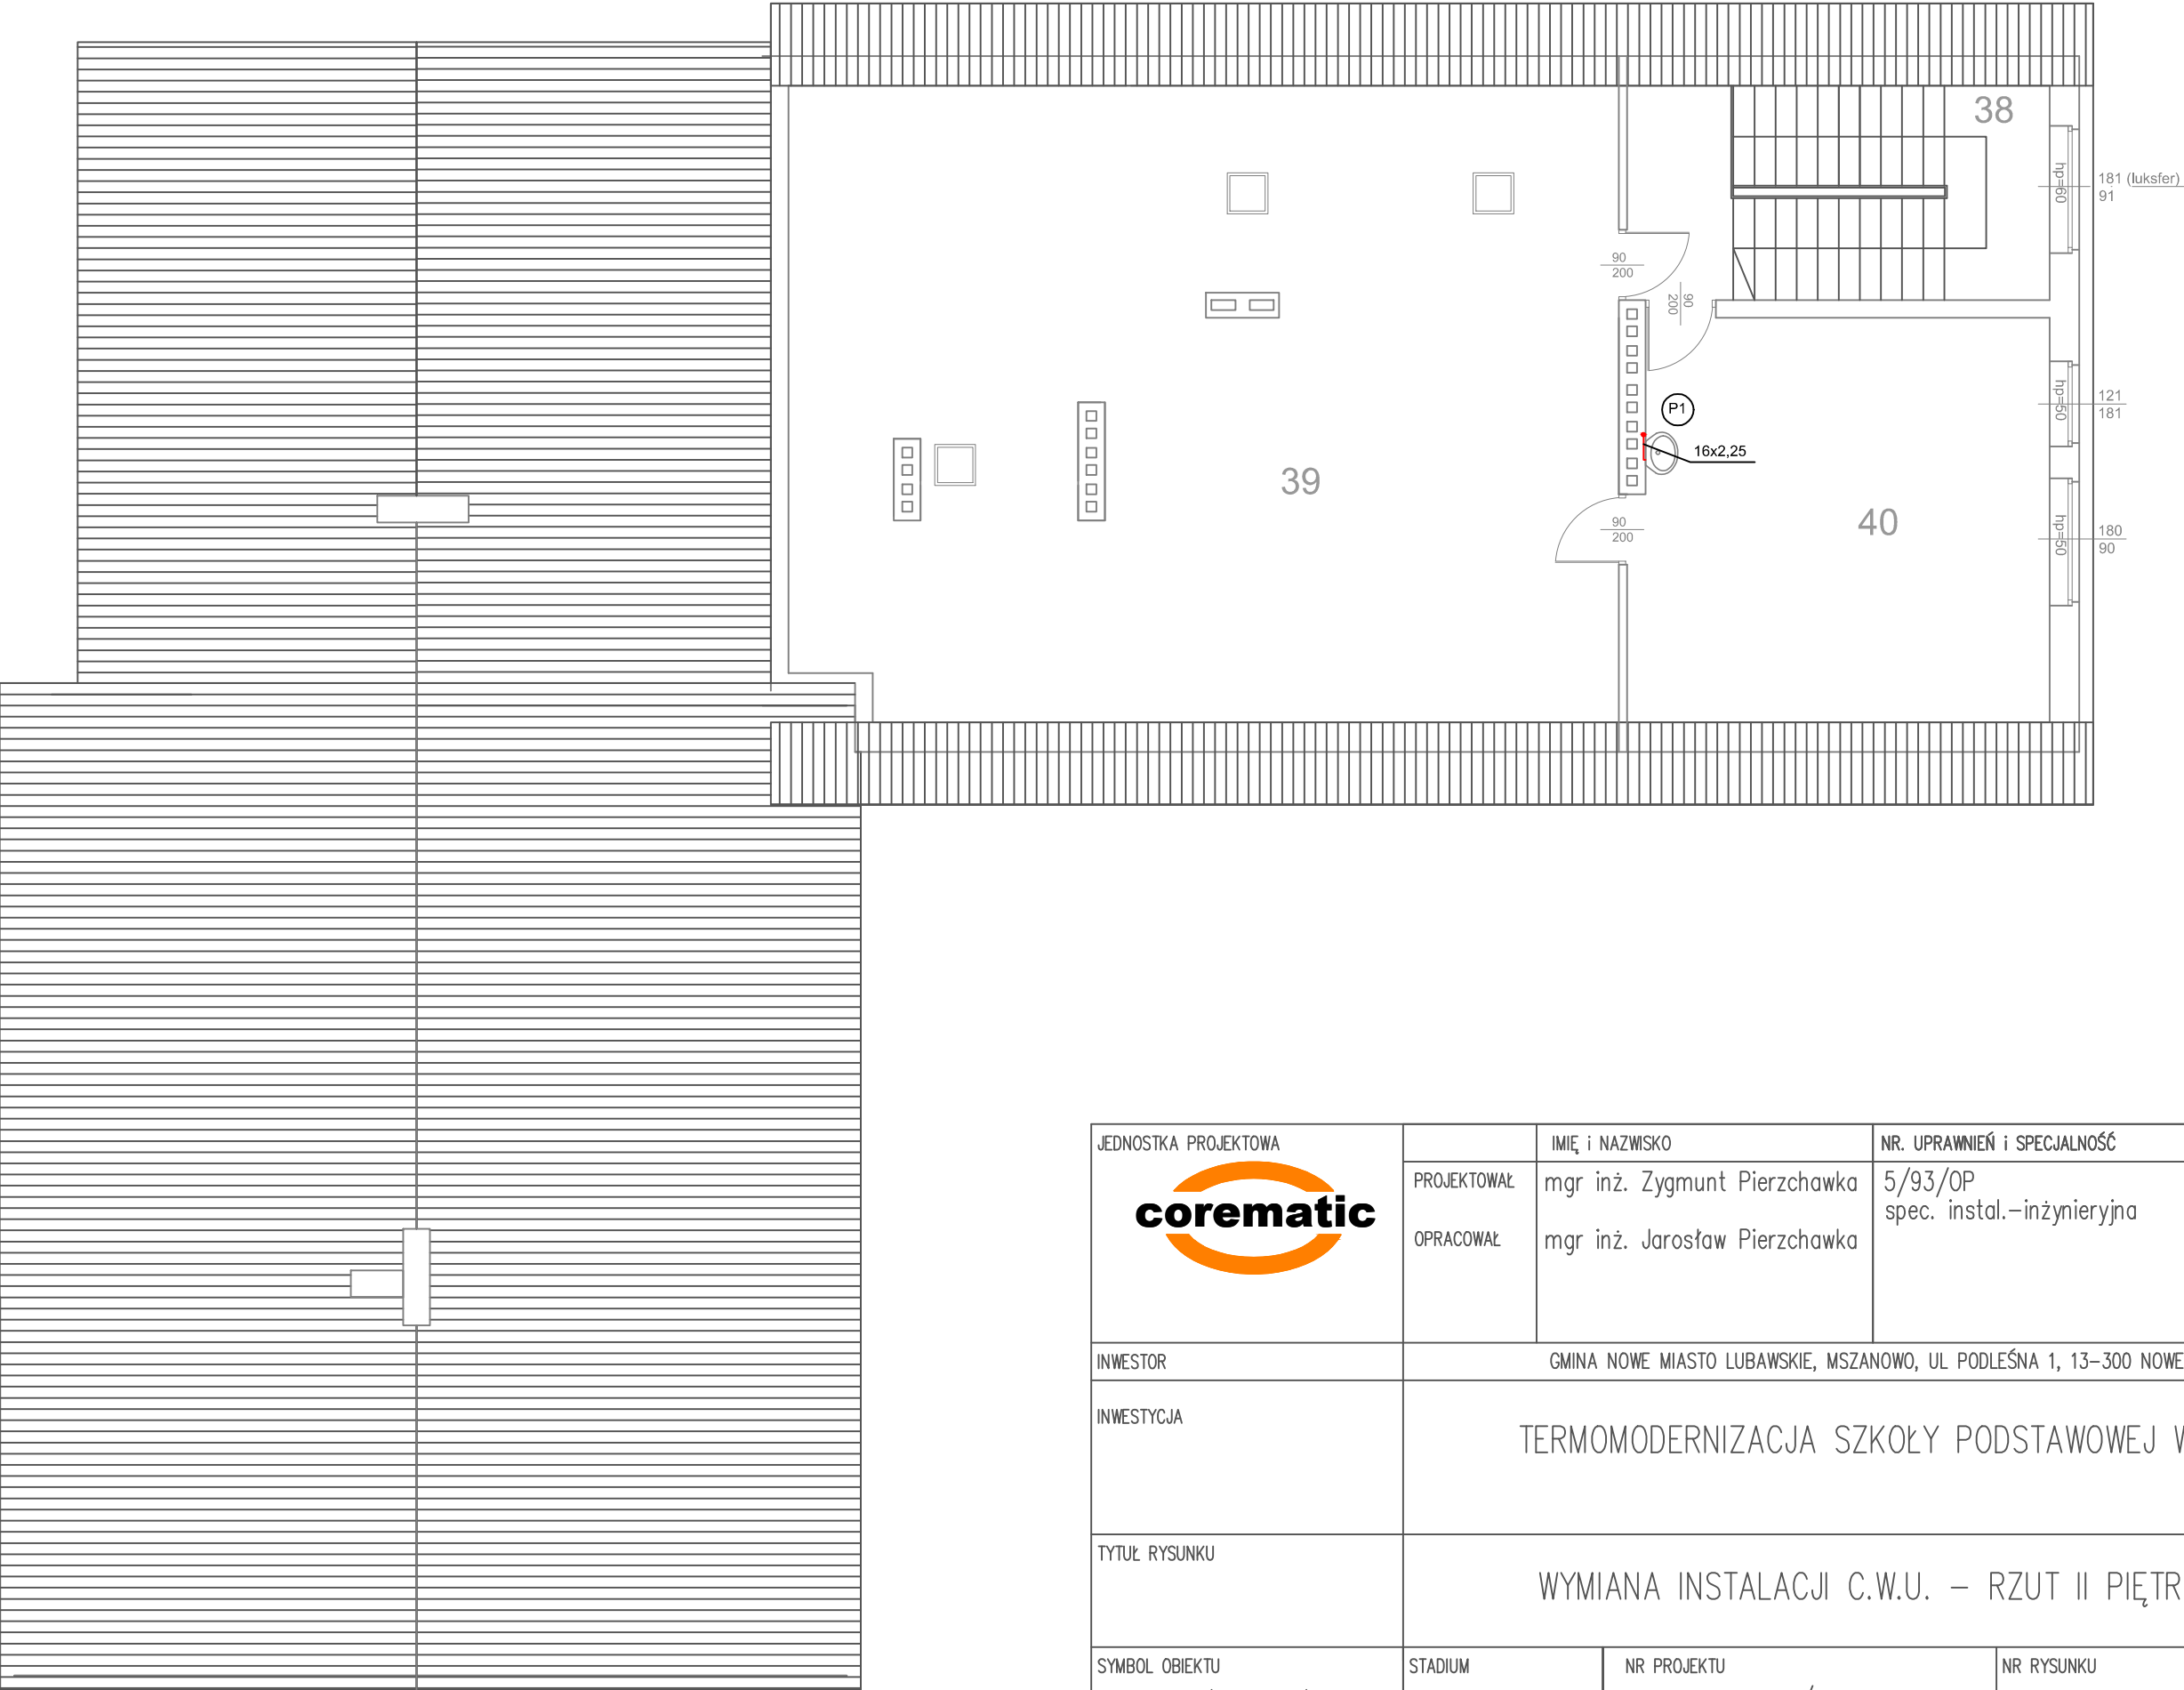 38
hp=60
181 (luksfer)
91
90
200
90
200
P1
hp=50
121
181
16x2,25
39
40
90
200
hp=50
180
90
JEDNOSTKA PROJEKTOWA
IMIĘ i NAZWISKO
NR. UPRAWNIEŃ i SPECJALNOŚĆ
corematic
PROJEKTOWAŁ
mgr inż. Zygmunt Pierzchawka
5/93/OP
spec. instal.-inżynieryjna
OPRACOWAŁ
mgr inż. Jarosław Pierzchawka
INWESTOR
GMINA NOWE MIASTO LUBAWSKIE, MSZANOWO, UL PODLEŚNA 1, 13-300 NOWE
INWESTYCJA
TERMOMODERNIZACJA SZKOŁY PODSTAWOWEJ W
TYTUŁ RYSUNKU
WYMIANA INSTALACJI C.W.U. - RZUT II PIĘTR
SYMBOL OBIEKTU
STADIUM
NR PROJEKTU
NR RYSUNKU